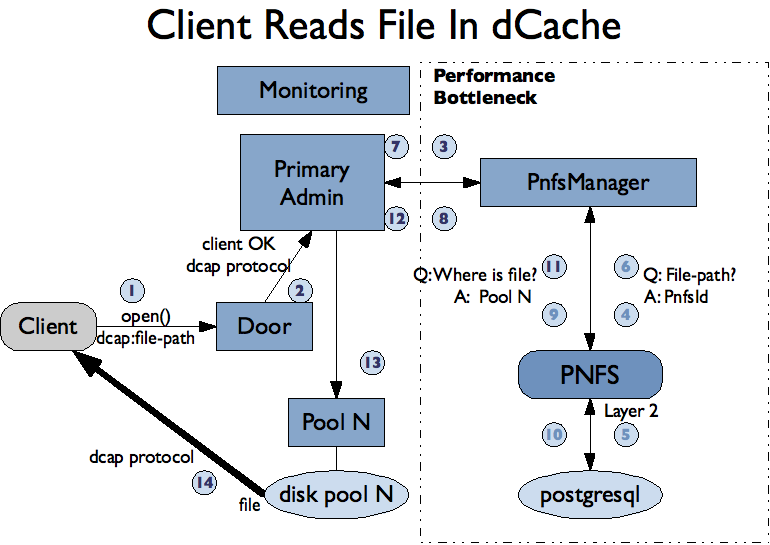 Client Reads File In dCache
Monitoring
Performance
Bottleneck
Primary
Admin
7
3
PnfsManager
12
8
client OK
dcap protocol
Q:Where is file?
A: Pool N
11
6
Q: File-path?
A: PnfsId
9
4
1
2
Client
open()
dcap:file-path
Door
13
PNFS
Layer 2
Pool N
10
5
dcap protocol
14
file
disk pool N
postgresql